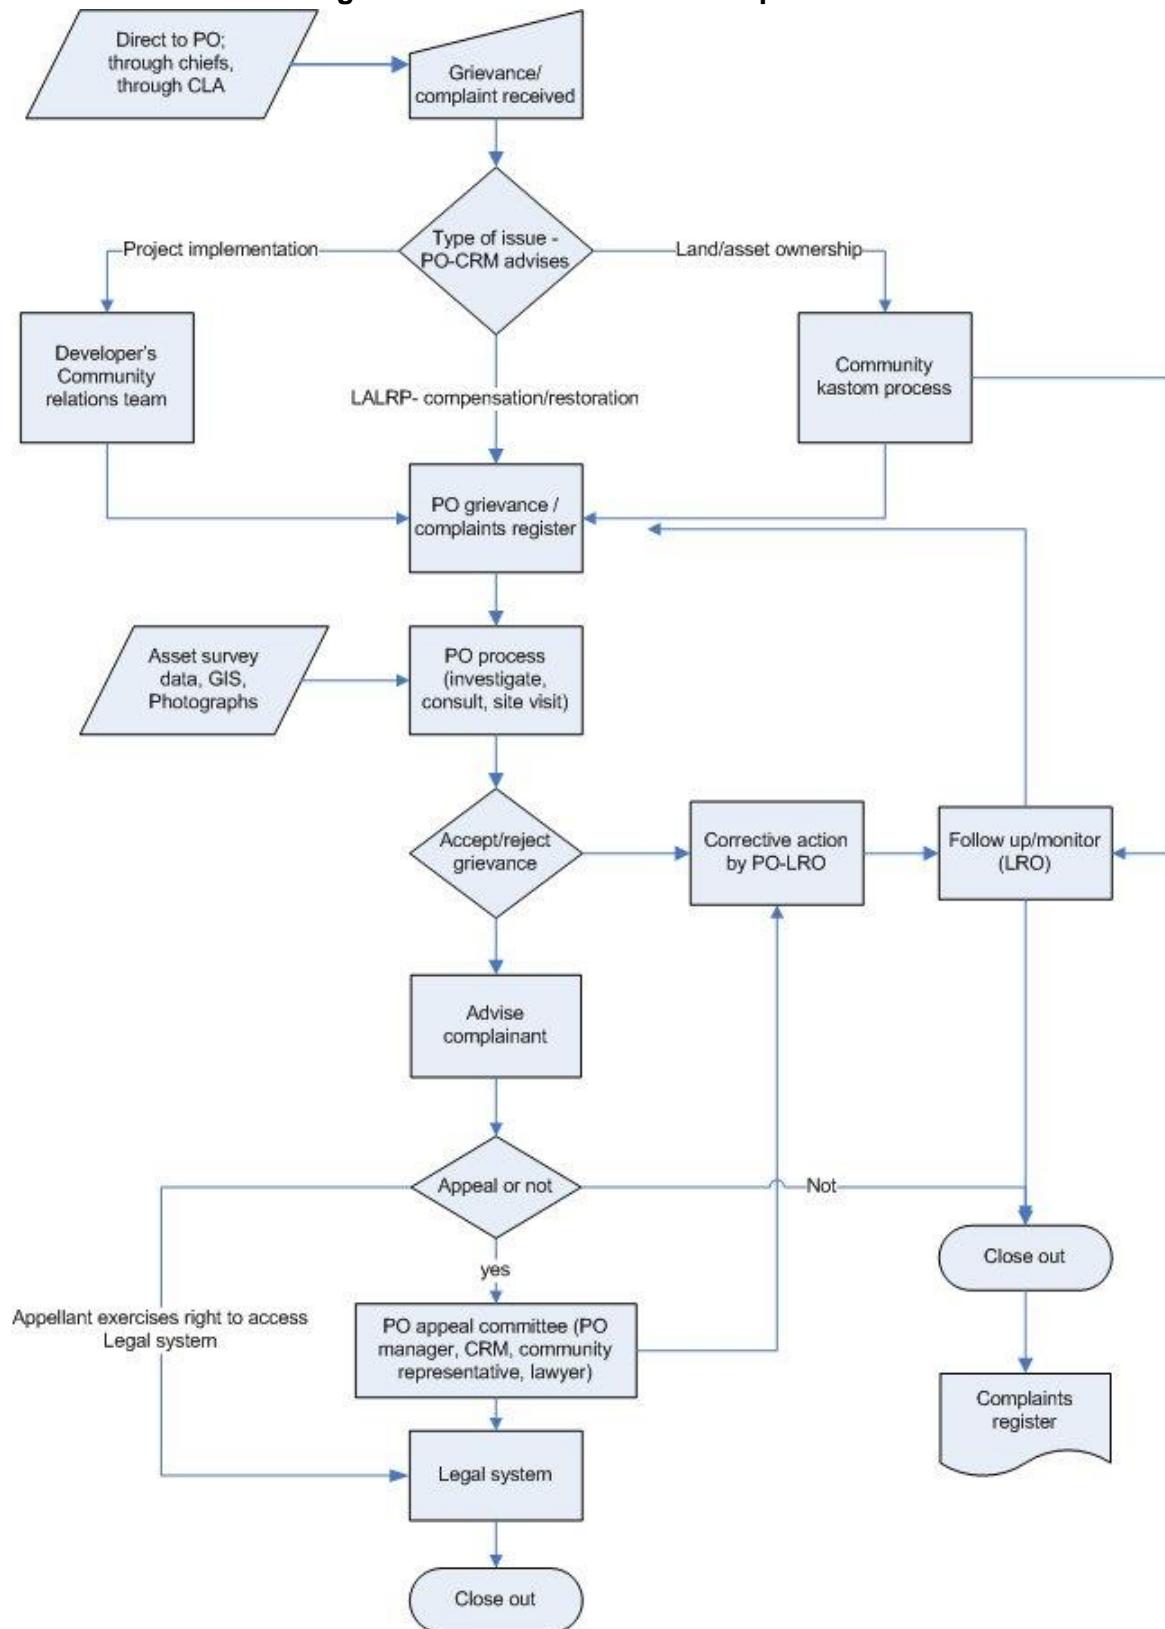 Direct to PO;
through chiefs,
through CLA
Grievance/
complaint received
Type of issue -
PO-CRM advises
Project implementation
Land/asset ownership
Developer's
Community
relations team
LALRP- compensation/restoration
Community
kastom process
PO grievance /
complaints register
Asset survey
data, GIS,
Photographs
PO process
(investigate,
consult, site visit)
Accept/reject
grievance
Corrective action
by PO-LRO
Follow up/monitor
(LRO)
Advise
complainant
Appeal or not
Not
yes
Close out
Appellant exercises right to access
Legal system
PO appeal committee (PO
manager, CRM, community
representative, lawyer)
Complaints
register
Legal system
Close out